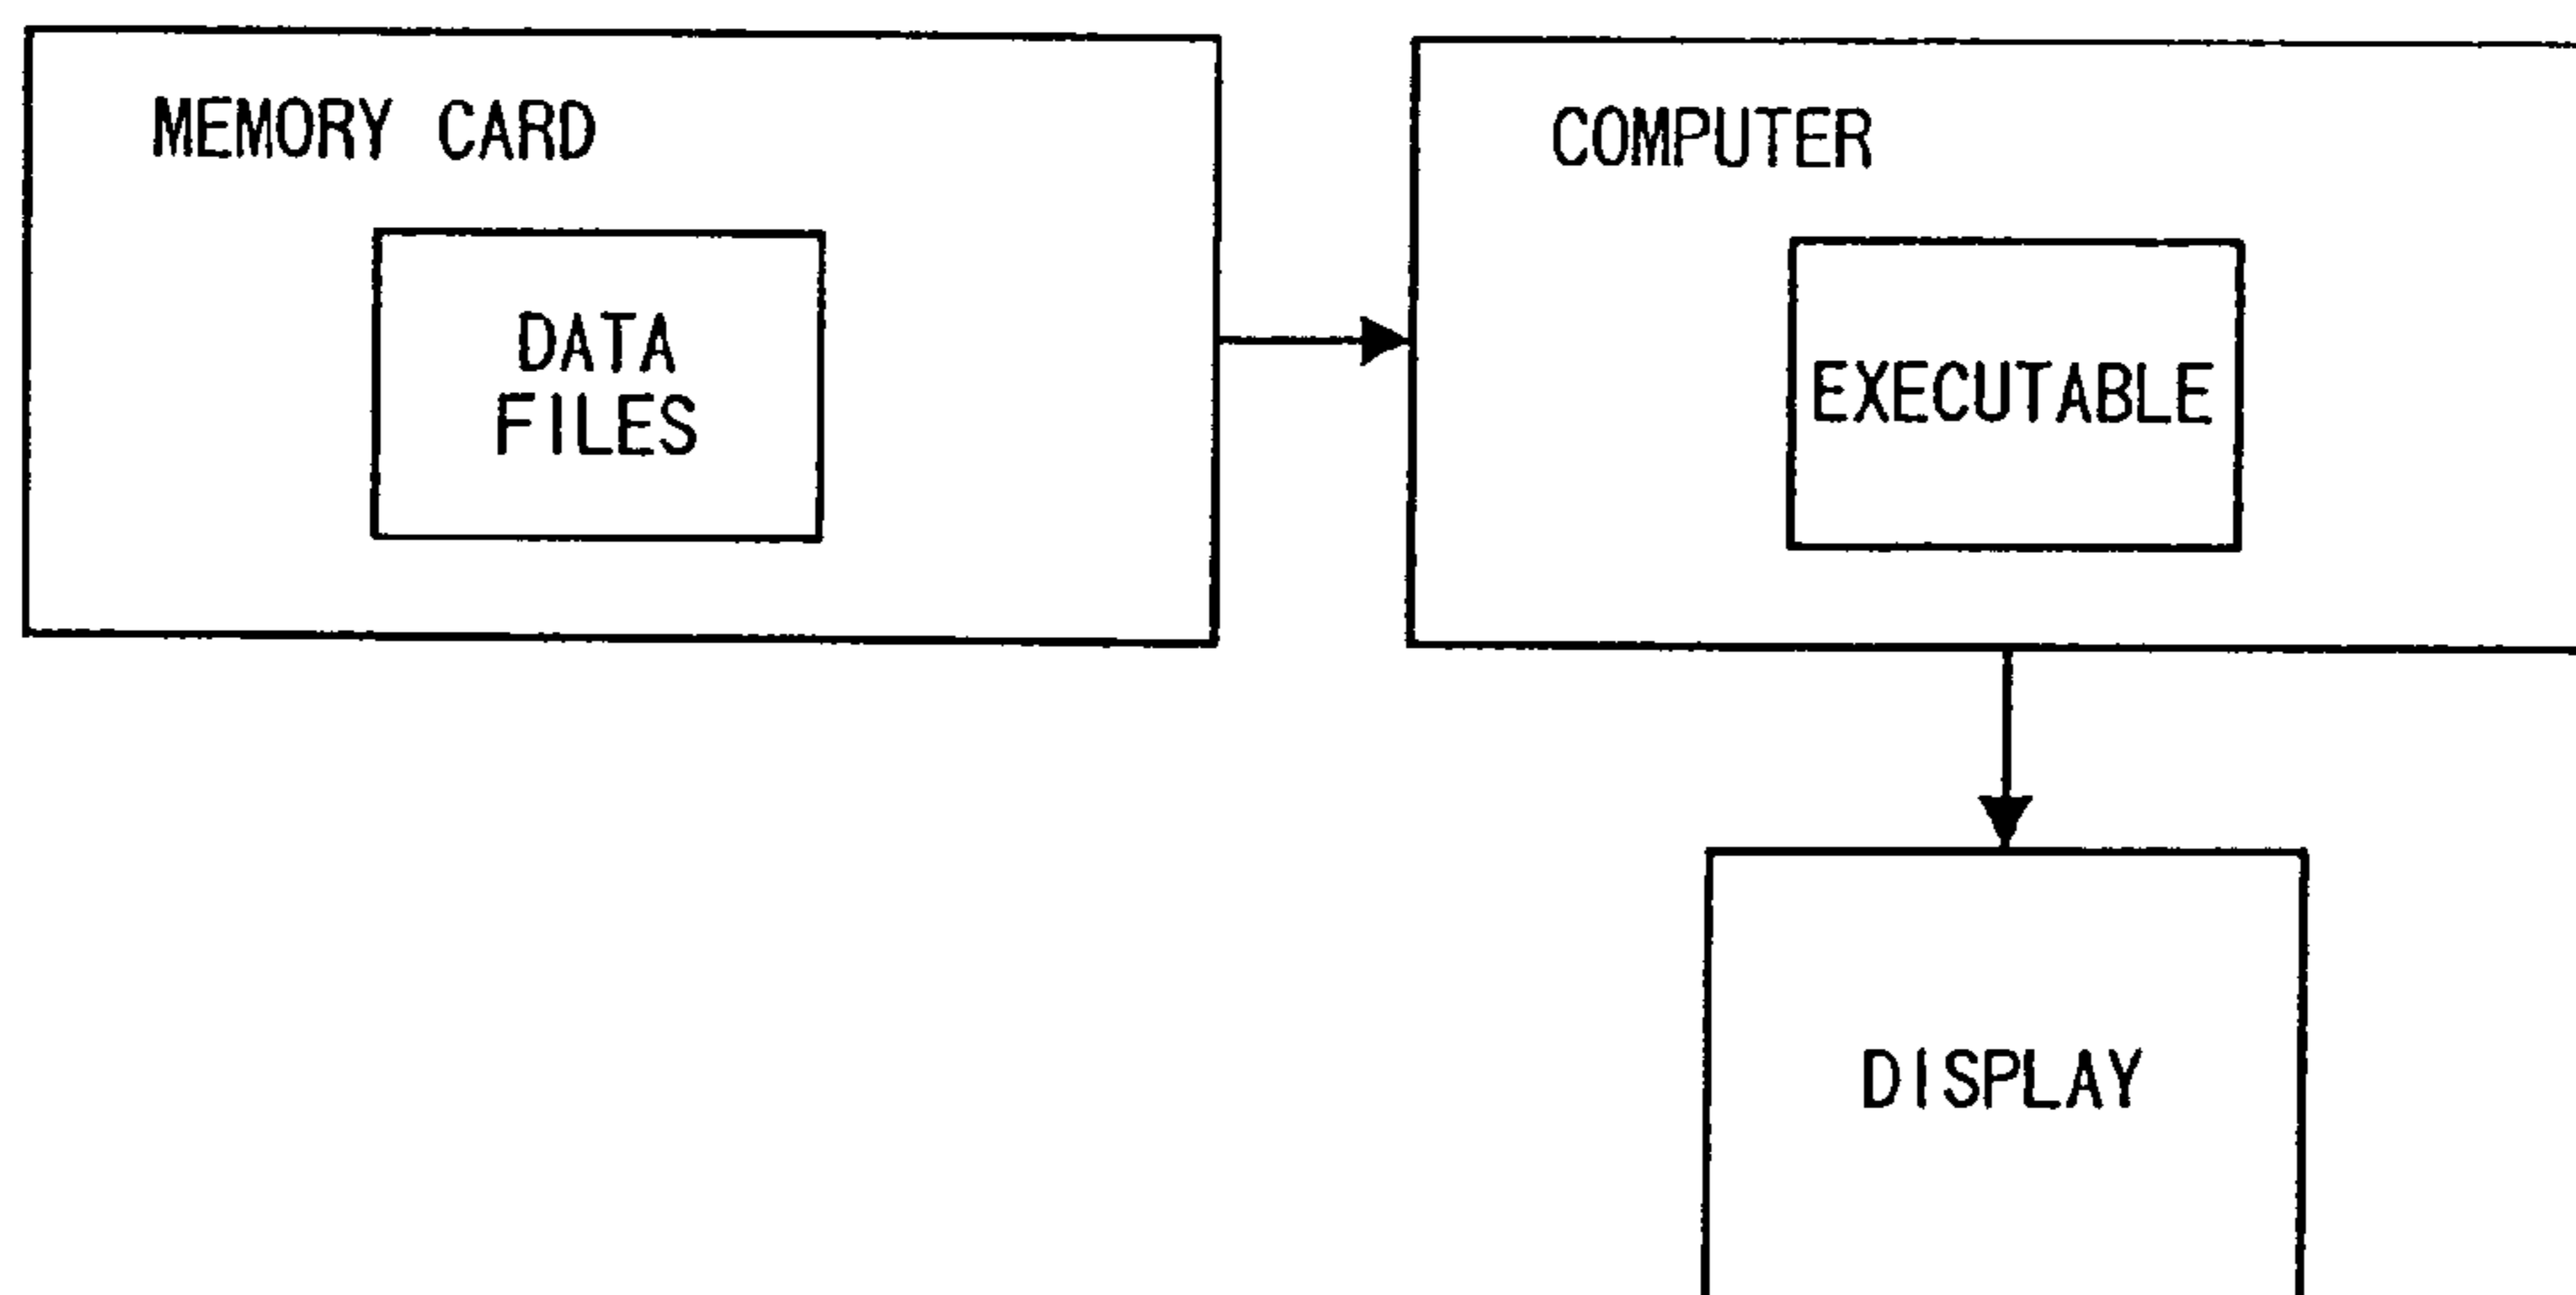 MEMORY CARD
DATA
FILES
COMPUTER
EXECUTABLE
DISPLAY